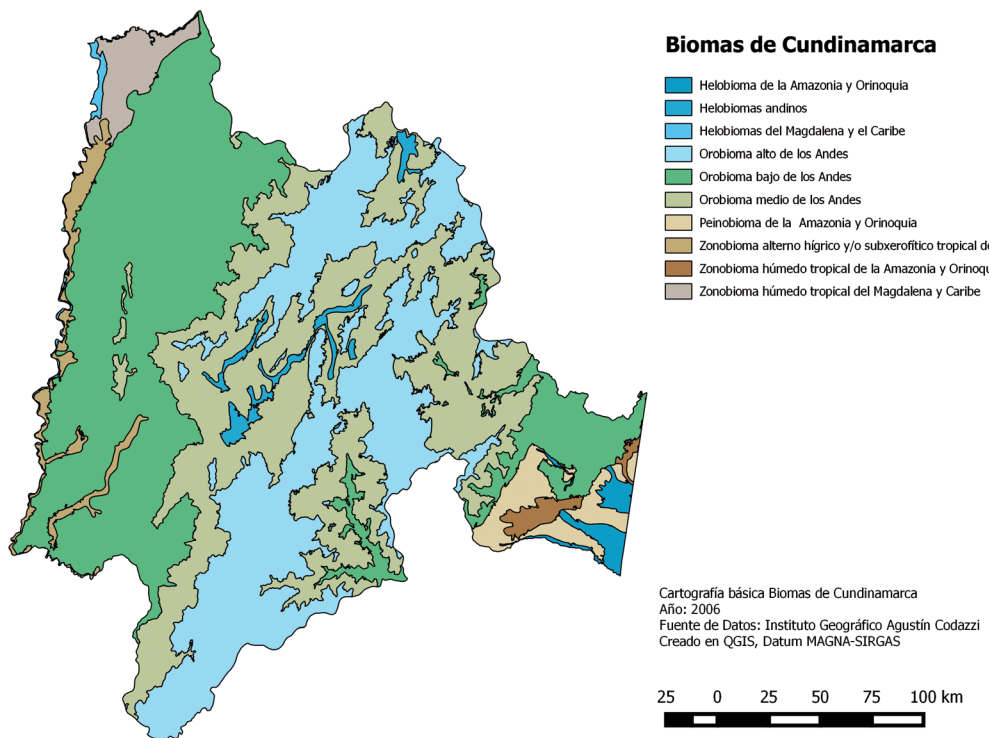 Biomas de Cundinamarca
Helobioma de la Amazonia y Orinoquia
Helobiomas andinos
Helobiomas del Magdalena y el Caribe
Orobioma alto de los Andes
Orobioma bajo de los Andes
Orobioma medio de los Andes
Peinobioma de la Amazonia y Orinoquia
Zonobioma alterno hígrico y/o subxerofítico tropical de
Zonobioma húmedo tropical de la Amazonia y Orinoqu
Zonobioma húmedo tropical del Magdalena y Caribe
Cartografía básica Biomas de Cundinamarca
Año: 2006
Fuente de Datos: Instituto Geográfico Agustín Codazzi
Creado en QGIS, Datum MAGNA-SIRGAS
25 0 25 50 75 100 km